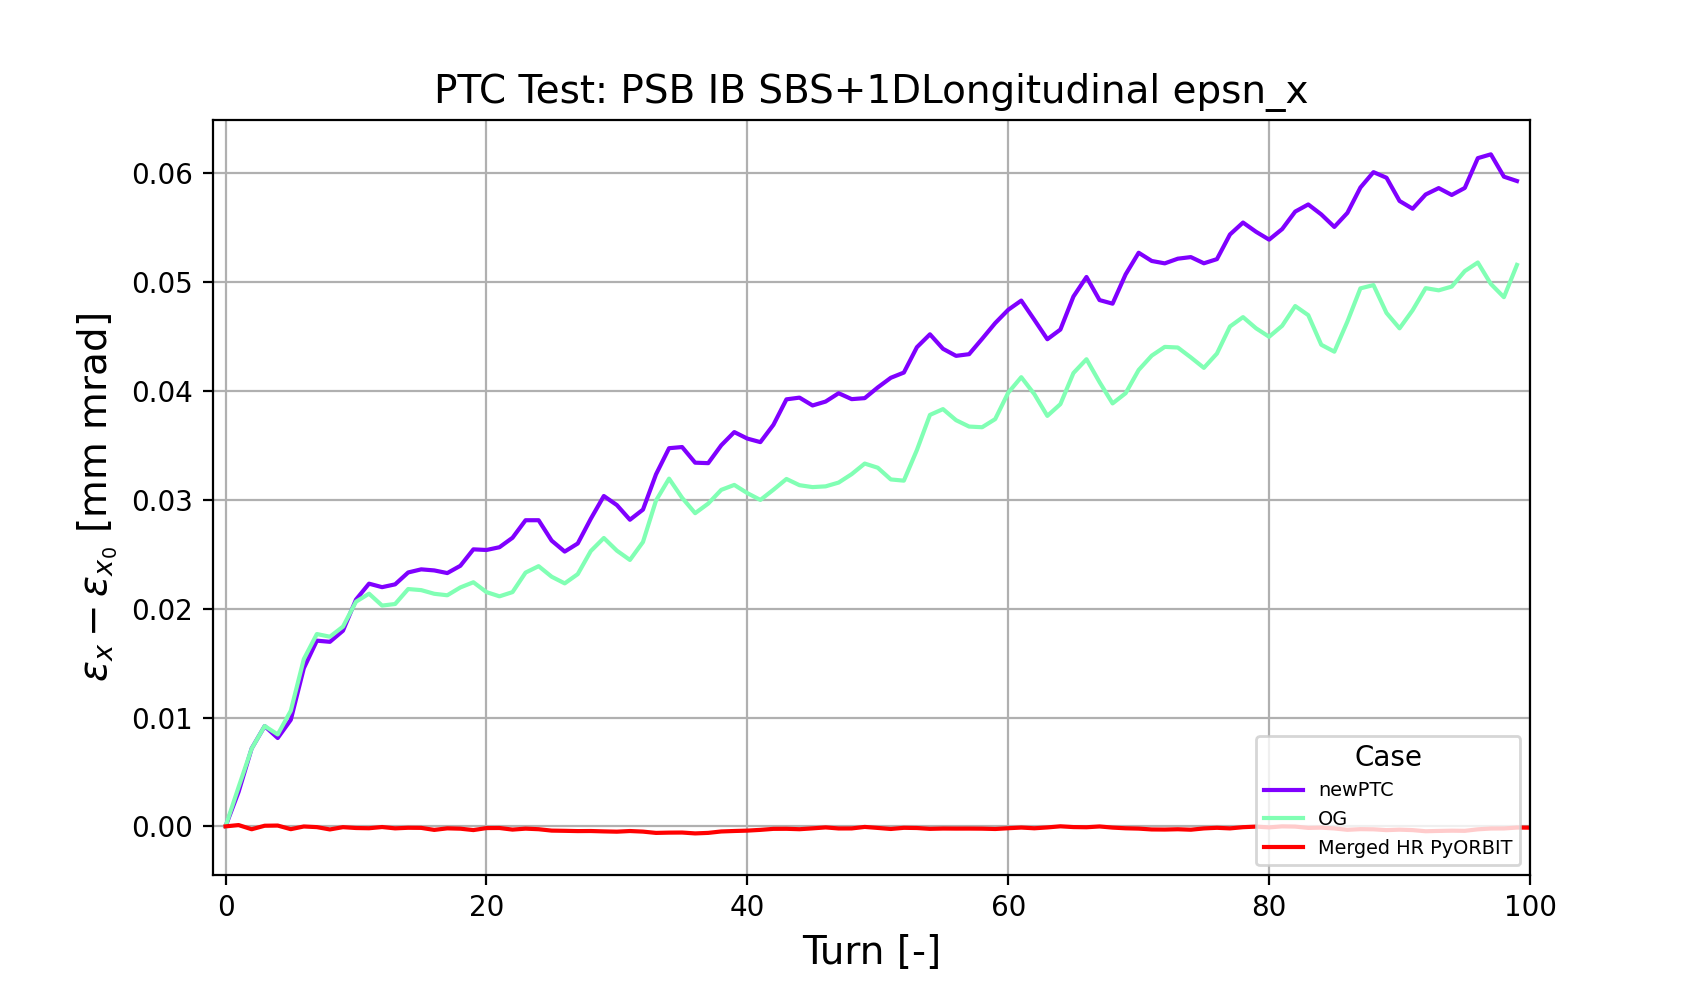 PTC Test: PSB IB SBS+1DLongitudinal epsn_x
εx − εx0 [mm mrad]
0.06
0.05
0.04
0.03
0.02
0.01
0.00
Case
newPTC
OG
Merged HR PyORBIT
0 20 40 60 80 100
Turn [-]